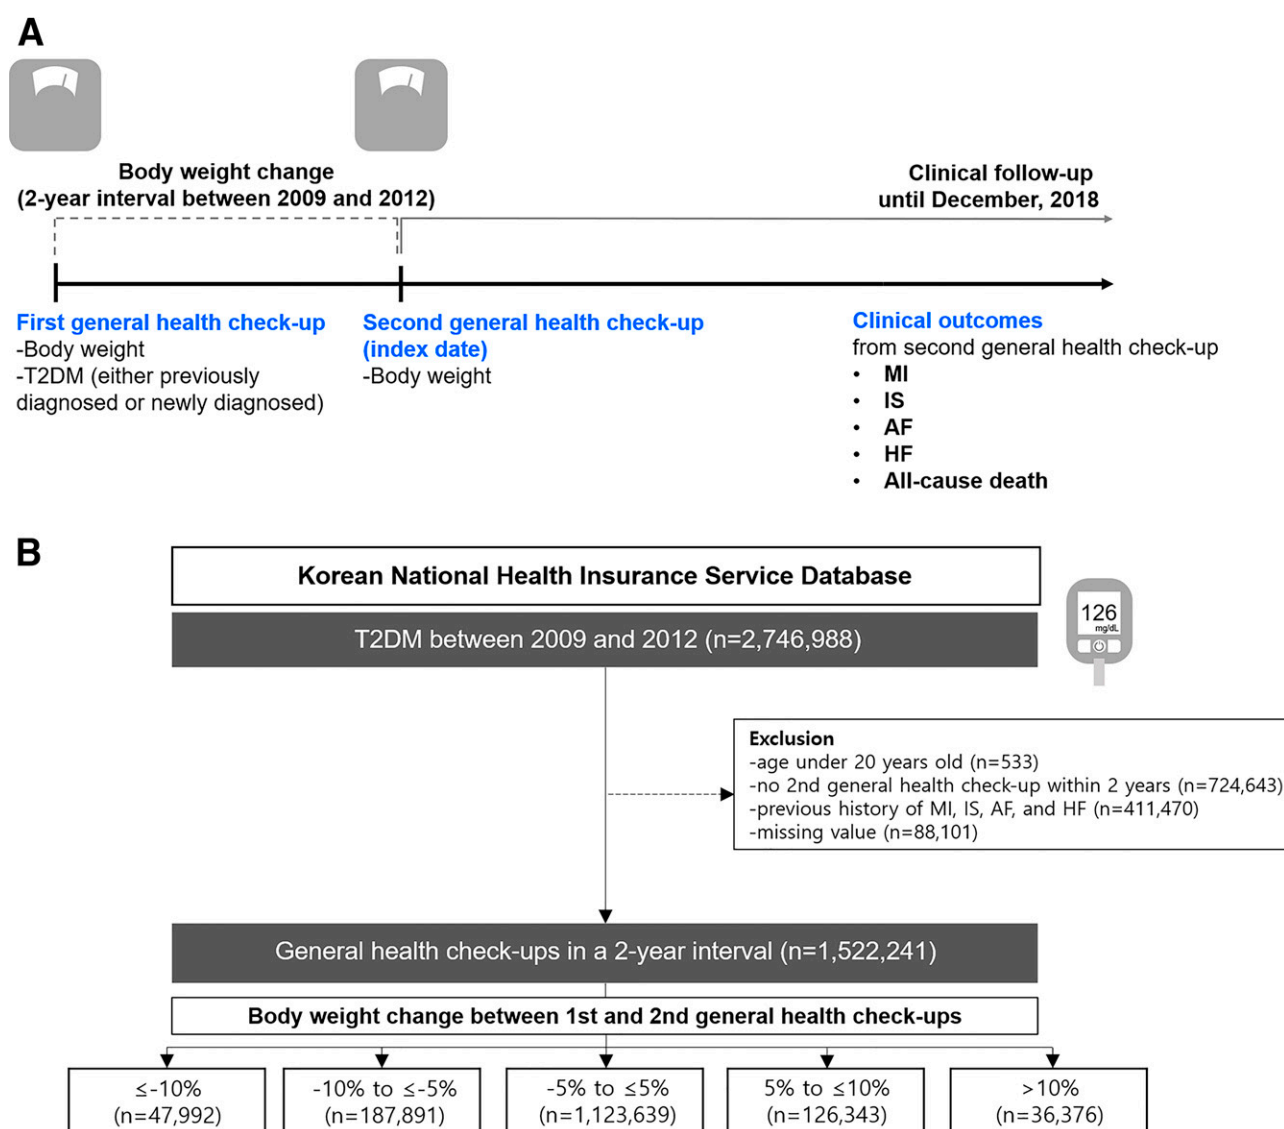 A
Body weight change
(2-year interval between 2009 and 2012)
Clinical follow-up
until December, 2018
First general health check-up
-Body weight
-T2DM (either previously
diagnosed or newly diagnosed)
Second general health check-up
(index date)
-Body weight
Clinical outcomes
from second general health check-up
• MI
• IS
• AF
• HF
• All-cause death
B
Korean National Health Insurance Service Database
T2DM between 2009 and 2012 (n=2,746,988)
126
mg/dL
Exclusion
-age under 20 years old (n=533)
-no 2nd general health check-up within 2 years (n=724,643)
-previous history of MI, IS, AF, and HF (n=411,470)
-missing value (n=88,101)
General health check-ups in a 2-year interval (n=1,522,241)
Body weight change between 1st and 2nd general health check-ups
≤-10%
(n=47,992)
-10% to ≤-5%
(n=187,891)
-5% to ≤5%
(n=1,123,639)
5% to ≤10%
(n=126,343)
>10%
(n=36,376)